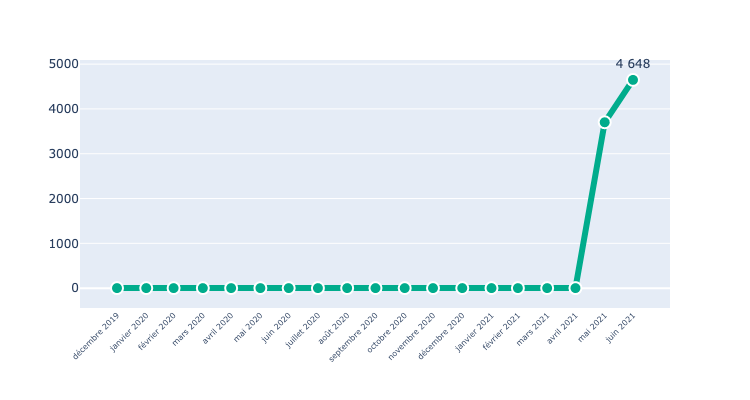 5000
4 648
4000
3000
2000
1000
0
décembre 2019
janvier 2020
février 2020
mars 2020
avril 2020
mai 2020
juin 2020
juillet 2020
août 2020
septembre 2020
octobre 2020
novembre 2020
décembre 2020
janvier 2021
février 2021
mars 2021
avril 2021
mai 2021
juin 2021